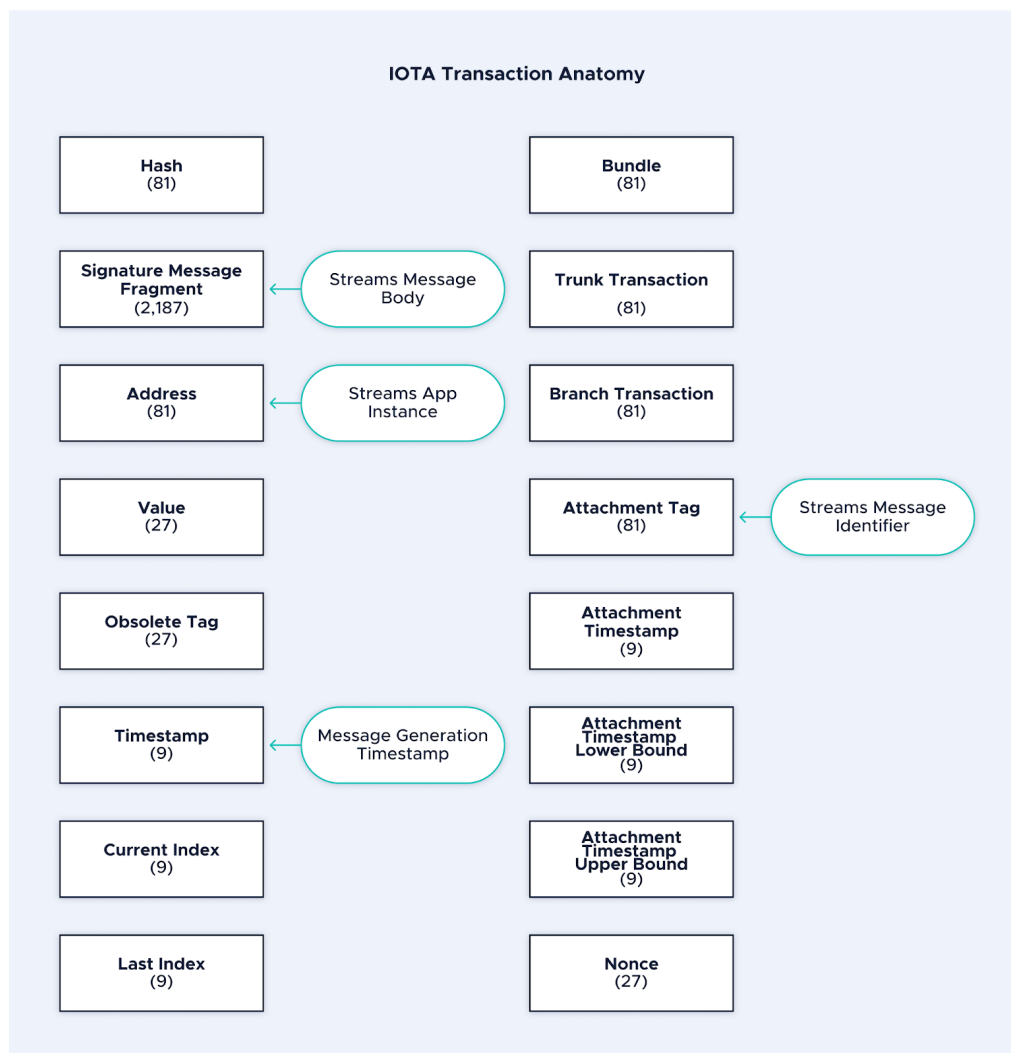 IOTA Transaction Anatomy
Hash
(81)
Signature Message
Fragment
(2,187)
Streams Message
Body
Address
(81)
Streams App
Instance
Value
(27)
Obsolete Tag
(27)
Timestamp
(9)
Message Generation
Timestamp
Current Index
(9)
Last Index
(9)
Bundle
(81)
Trunk Transaction
(81)
Branch Transaction
(81)
Attachment Tag
(81)
Streams Message
Identifier
Attachment
Timestamp
(9)
Attachment
Timestamp
Lower Bound
(9)
Attachment
Timestamp
Upper Bound
(9)
Nonce
(27)